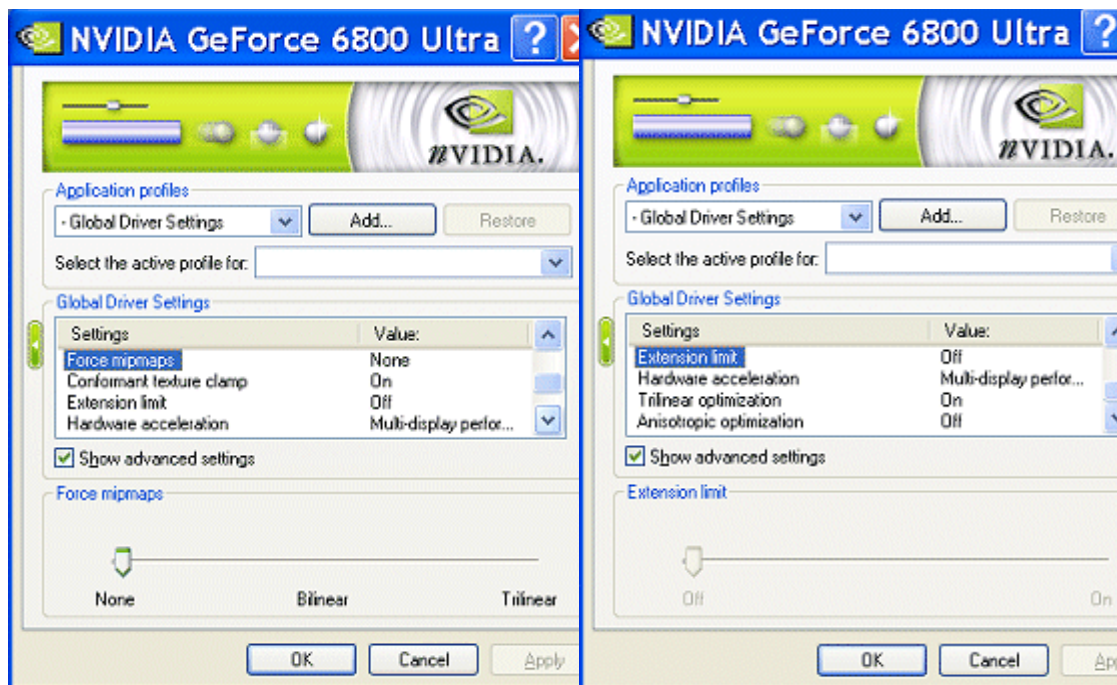 NVIDIA GeForce 6800 Ultra
nVIDIA.
Application profiles
- Global Driver Settings
Add...
Restore
Select the active profile for:
Global Driver Settings
Settings Value:
Force mipmaps None
Conformant texture clamp On
Extension limit Off
Hardware acceleration Multi-display perfor...
Show advanced settings
Force mipmaps
None Bilinear Trilinear
OK Cancel Apply
NVIDIA GeForce 6800 Ultra
nVIDIA.
Application profiles
- Global Driver Settings
Add...
Restore
Select the active profile for:
Global Driver Settings
Settings Value:
Extension limit Off
Hardware acceleration Multi-display perfor...
Trilinear optimization On
Anisotropic optimization Off
Show advanced settings
Extension limit
Off On
OK Cancel App